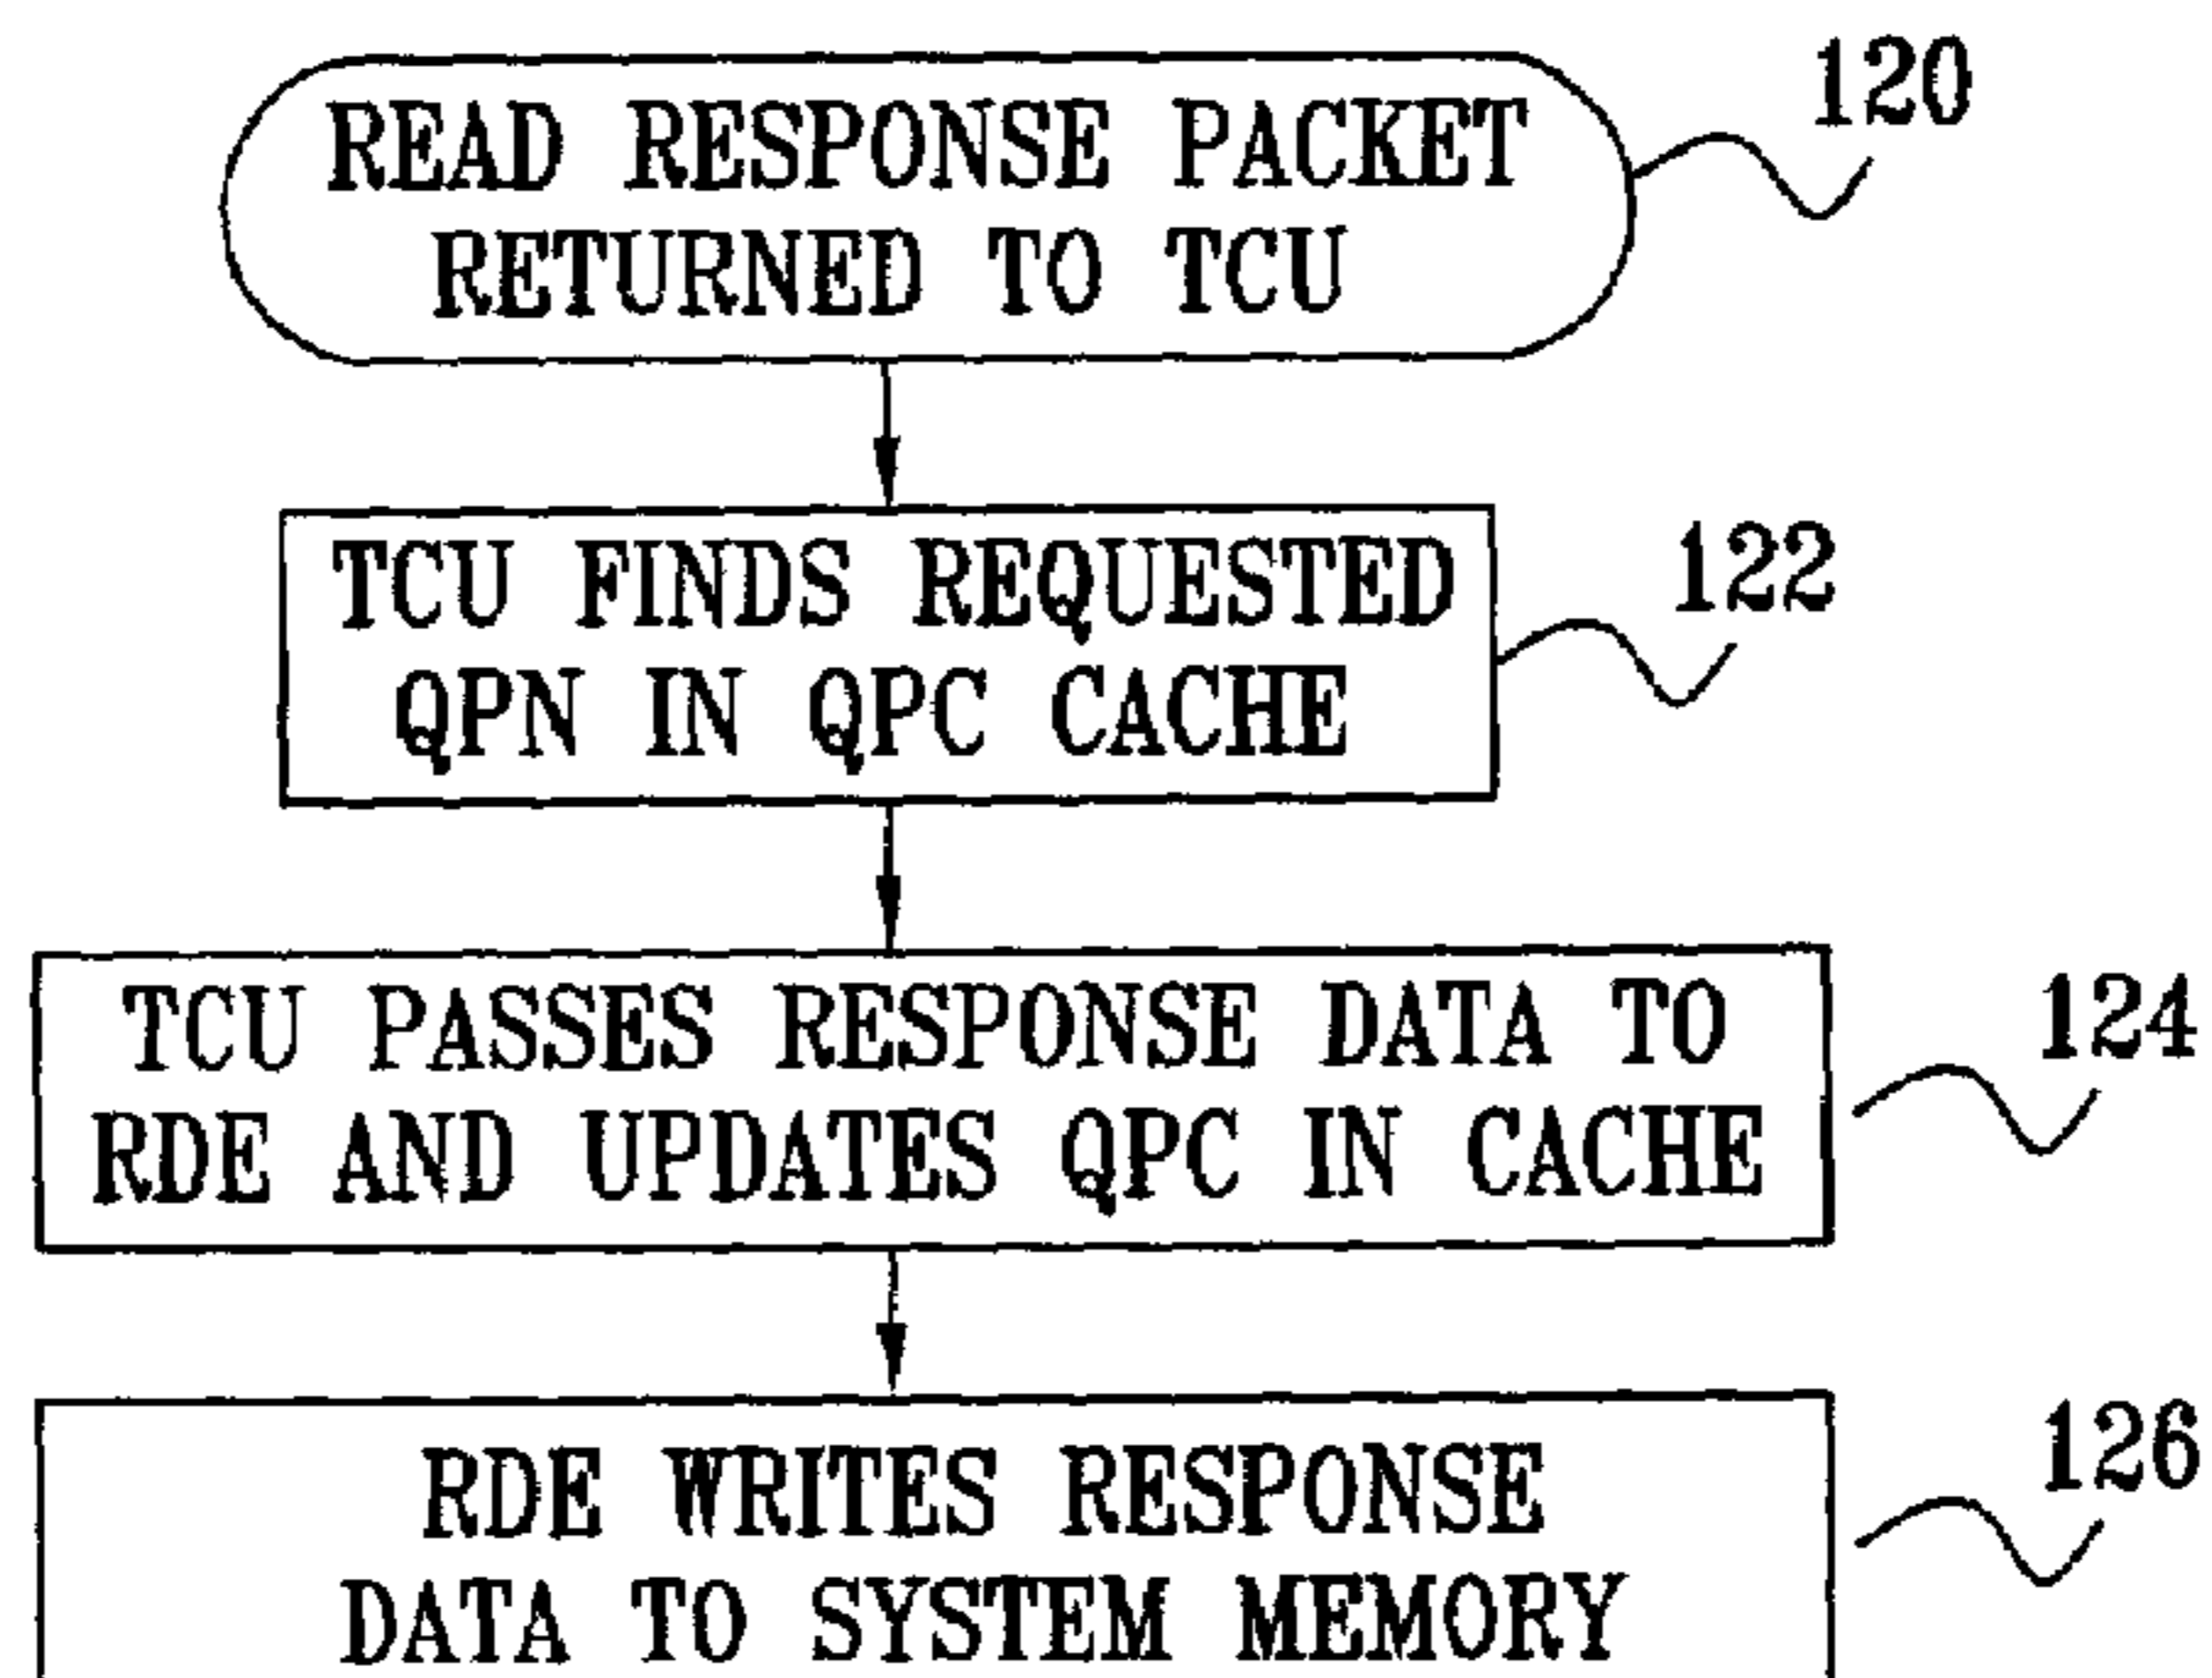 READ RESPONSE PACKET
RETURNED TO TCU
120
TCU FINDS REQUESTED
QPN IN QPC CACHE
122
TCU PASSES RESPONSE DATA TO
RDE AND UPDATES QPC IN CACHE
124
RDE WRITES RESPONSE
DATA TO SYSTEM MEMORY
126